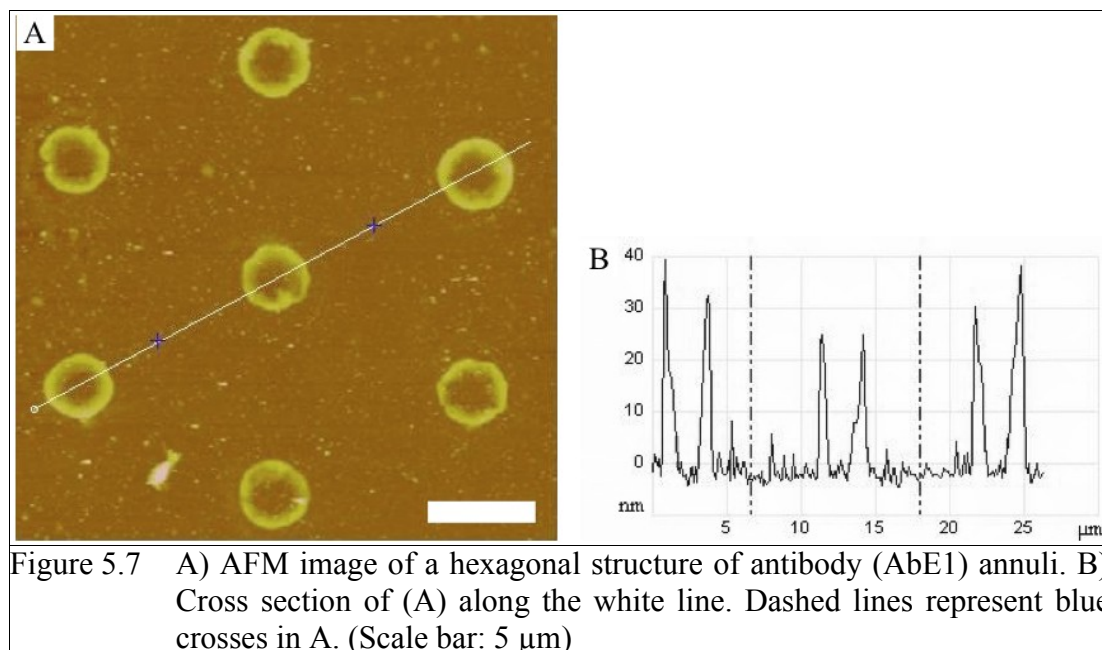 A
B
40
30
20
10
0
nm
5 10 15 20 25 μm
Figure 5.7 A) AFM image of a hexagonal structure of antibody (AbE1) annuli. B)
Cross section of (A) along the white line. Dashed lines represent blue
crosses in A. (Scale bar: 5 µm)